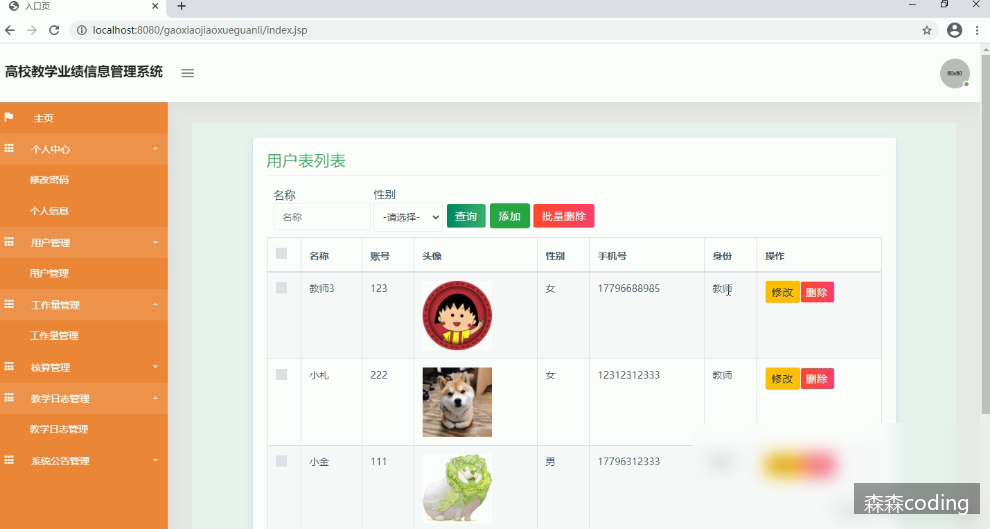 入口页
localhost:8080/gaoxiaojiaoxueguanli/index.jsp
高校教学业绩信息管理系统
80x80
主页
个人中心
修改密码
个人信息
用户管理
用户管理
工作量管理
工作量管理
核算管理
教学日志管理
教学日志管理
系统公告管理
用户表列表
名称 性别
名称 -请选择- 查询 添加 批量删除
名称 账号 头像 性别 手机号 身份 操作
教师3 123 女 17796688985 教师 修改 删除
小札 222 女 12312312333 教师 修改 删除
小金 111 男 17796312333
森森coding